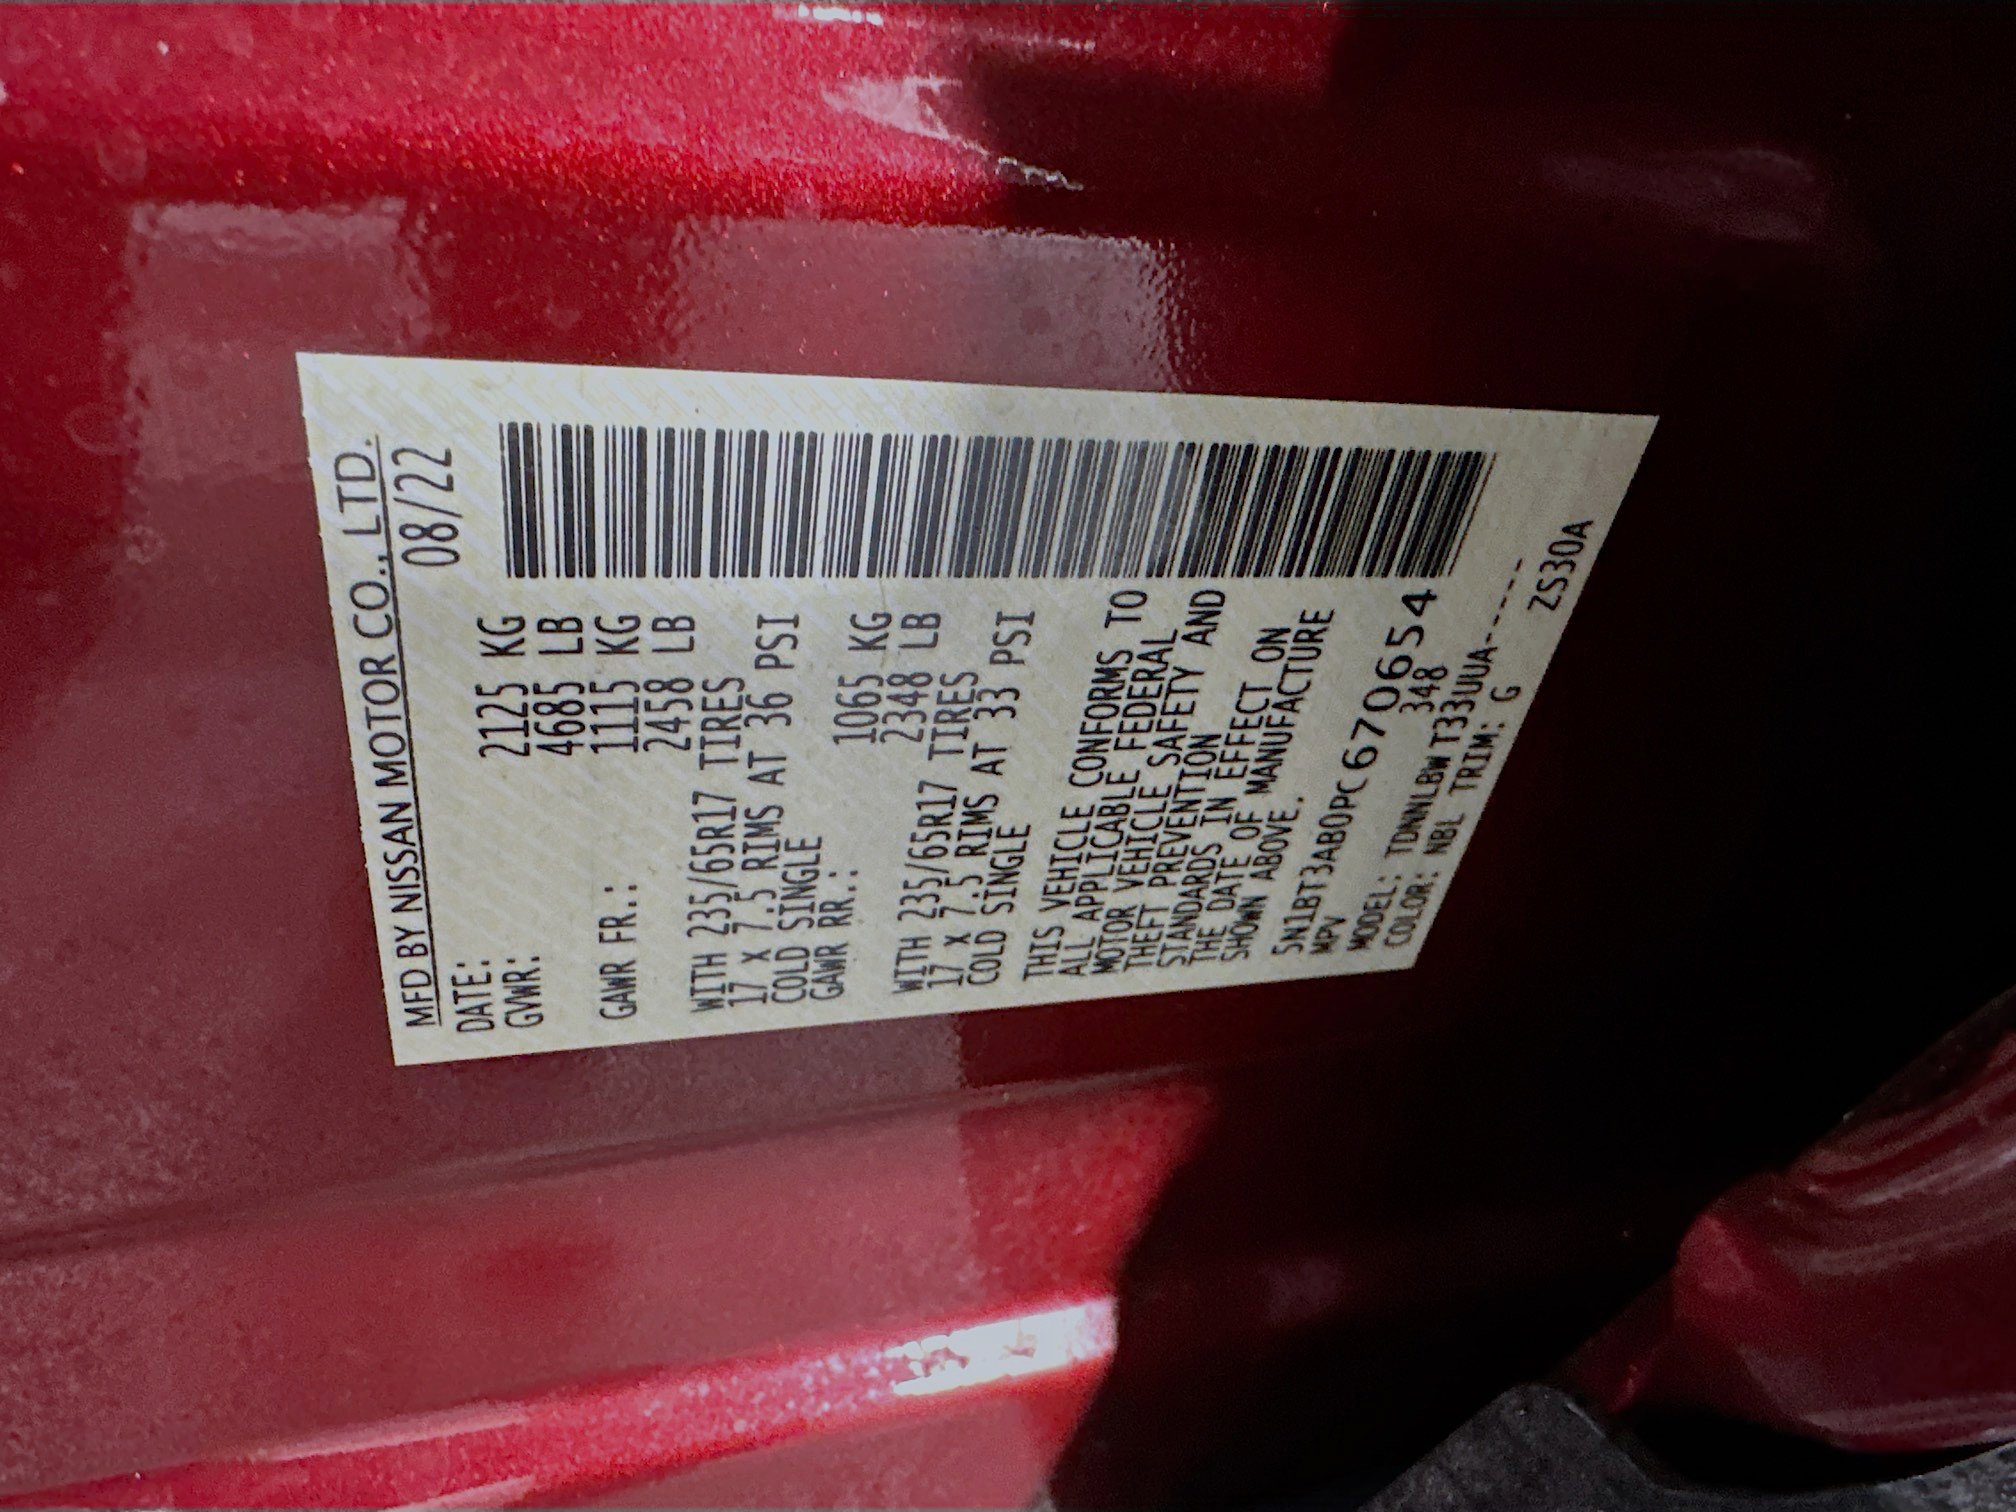 MFD BY NISSAN MOTOR CO., LTD.
DATE: 08/22
GVWR: 2125 KG
4685 LB
GAWR FR.: 1115 KG
2458 LB
WITH 235/65R17 TIRES
17 X 7.5 RIMS AT 36 PSI
COLD SINGLE
GAWR RR.: 1065 KG
2348 LB
WITH 235/65R17 TIRES
17 X 7.5 RIMS AT 33 PSI
COLD SINGLE
THIS VEHICLE CONFORMS TO
ALL APPLICABLE FEDERAL
MOTOR VEHICLE SAFETY AND
THEFT PREVENTION
STANDARDS IN EFFECT ON
THE DATE OF MANUFACTURE
SHOWN ABOVE.
5N1BT3AB0PC670654
MPV 348
MODEL: TDNNLBW T33UUA-----
COLOR: NBL TRIM: G
ZS30A